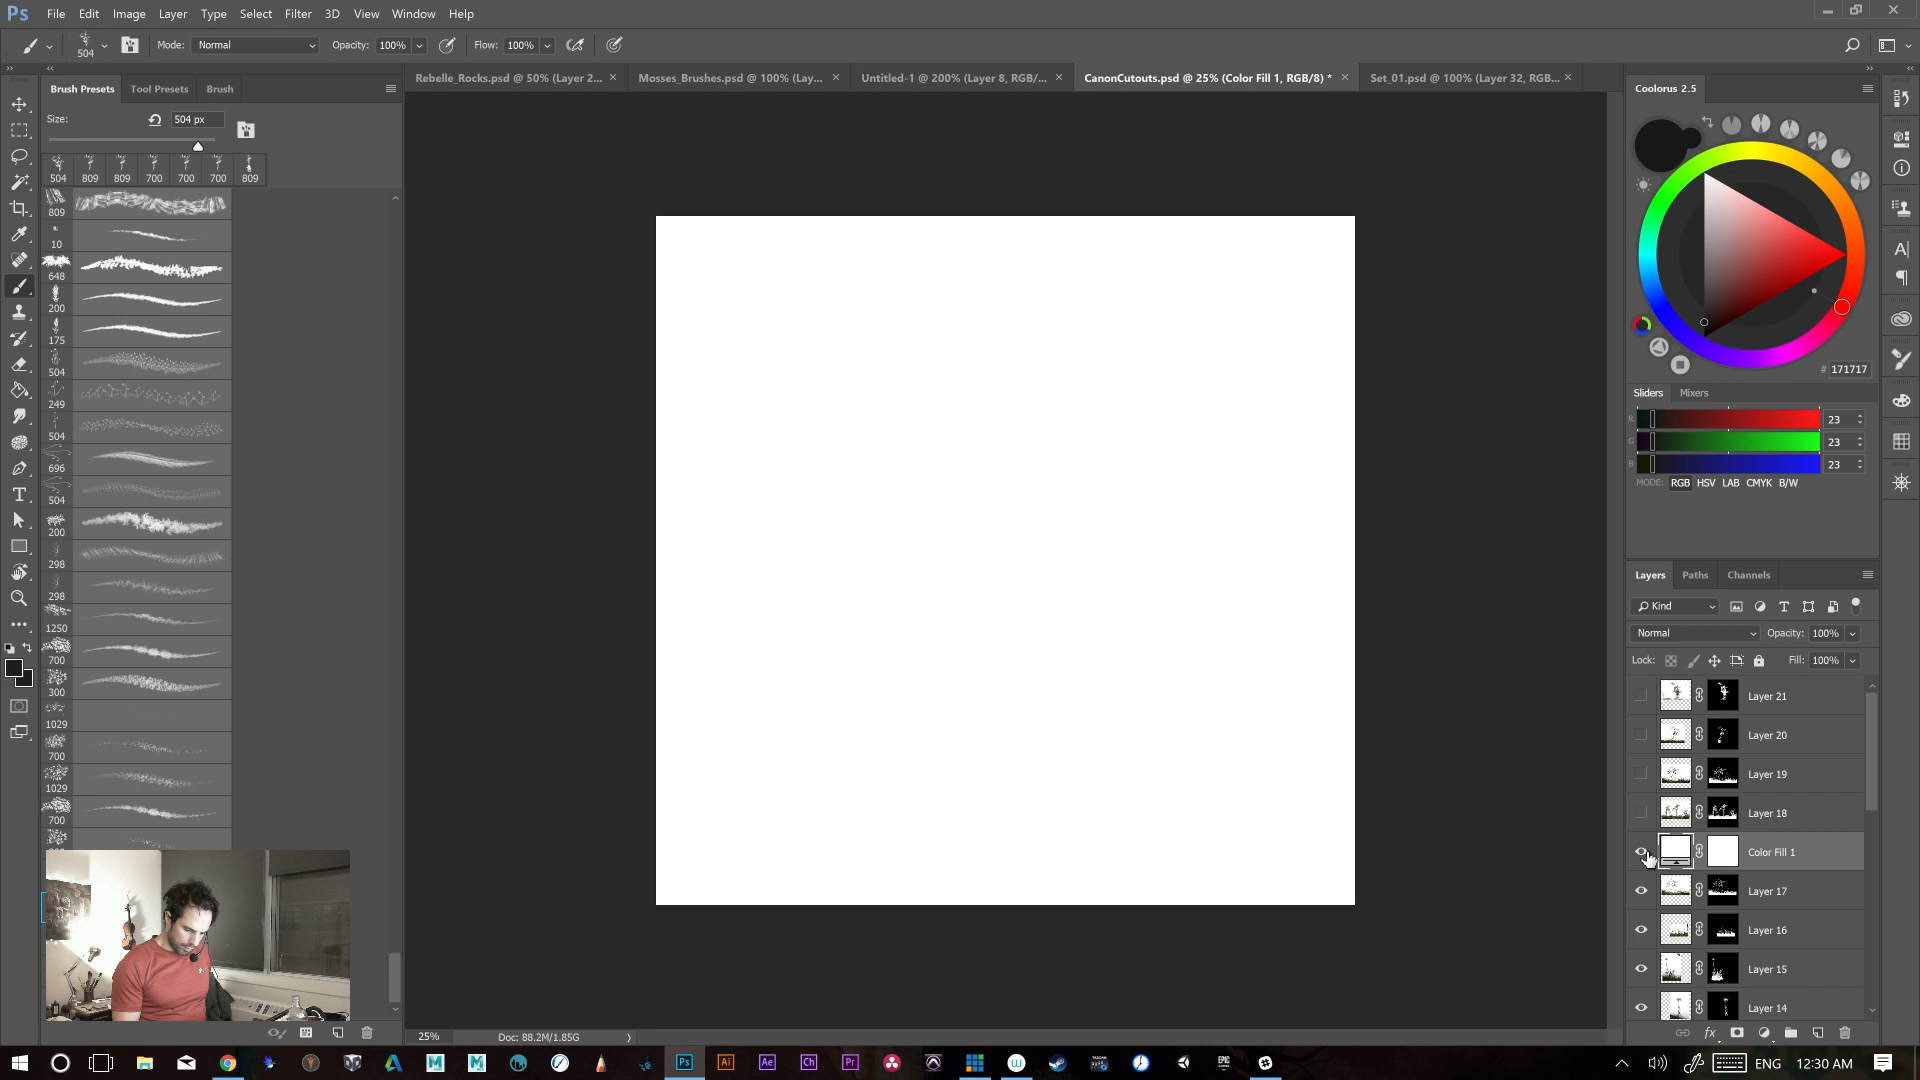 Ps File Edit Image Layer Type Select Filter 3D View Window Help
504 Mode: Normal Opacity: 100% Flow: 100%
Rebelle_Rocks.psd @ 50% (Layer 2... × Mosses_Brushes.psd @ 100% (Lay... × Untitled-1 @ 200% (Layer 8, RGB/... × CanonCutouts.psd @ 25% (Color Fill 1, RGB/8) * × Set_01.psd @ 100% (Layer 32, RGB... ×
Brush Presets Tool Presets Brush
Size: 504 px
504 809 809 700 700 700 809
809
10
648
200
175
504
249
504
696
504
200
298
298
1250
700
300
1029
700
1029
700
25% Doc: 88.2M/1.85G
Coolorus 2.5
# 171717
Sliders Mixers
R 23
G 23
B 23
MODE: RGB HSV LAB CMYK B/W
Layers Paths Channels
Kind
Normal Opacity: 100%
Lock: Fill: 100%
Layer 21
Layer 20
Layer 19
Layer 18
Color Fill 1
Layer 17
Layer 16
Layer 15
Layer 14
fx
Ps Ai Ae Ch Pr ENG 12:30 AM